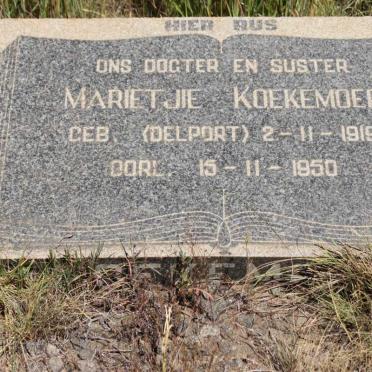 HIER RUS
ONS DOGTER EN SUSTER
MARIETJIE KOEKEMOER
GEB. (DELPORT) 2-11-1919
OORL. 15-11-1950